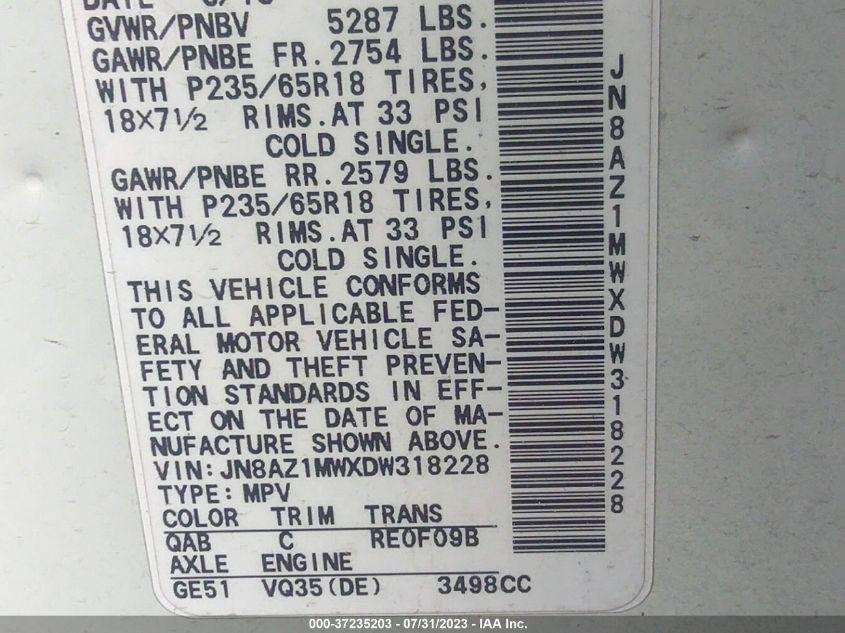 DATE
GVWR/PNBV 5287 LBS.
GAWR/PNBE FR. 2754 LBS.
WITH P235/65R18 TIRES,
18X7½ RIMS. AT 33 PSI
COLD SINGLE.
GAWR/PNBE RR. 2579 LBS.
WITH P235/65R18 TIRES,
18X7½ RIMS. AT 33 PSI
COLD SINGLE.
THIS VEHICLE CONFORMS
TO ALL APPLICABLE FED-
ERAL MOTOR VEHICLE SA-
FETY AND THEFT PREVEN-
TION STANDARDS IN EFF-
ECT ON THE DATE OF MA-
NUFACTURE SHOWN ABOVE.
VIN: JN8AZ1MWXDW318228
TYPE: MPV
COLOR TRIM TRANS
QAB C RE0F09B
AXLE ENGINE
GE51 VQ35(DE) 3498CC
JN8AZ1MWXDW318228
000-37235203 - 07/31/2023 - IAA Inc.